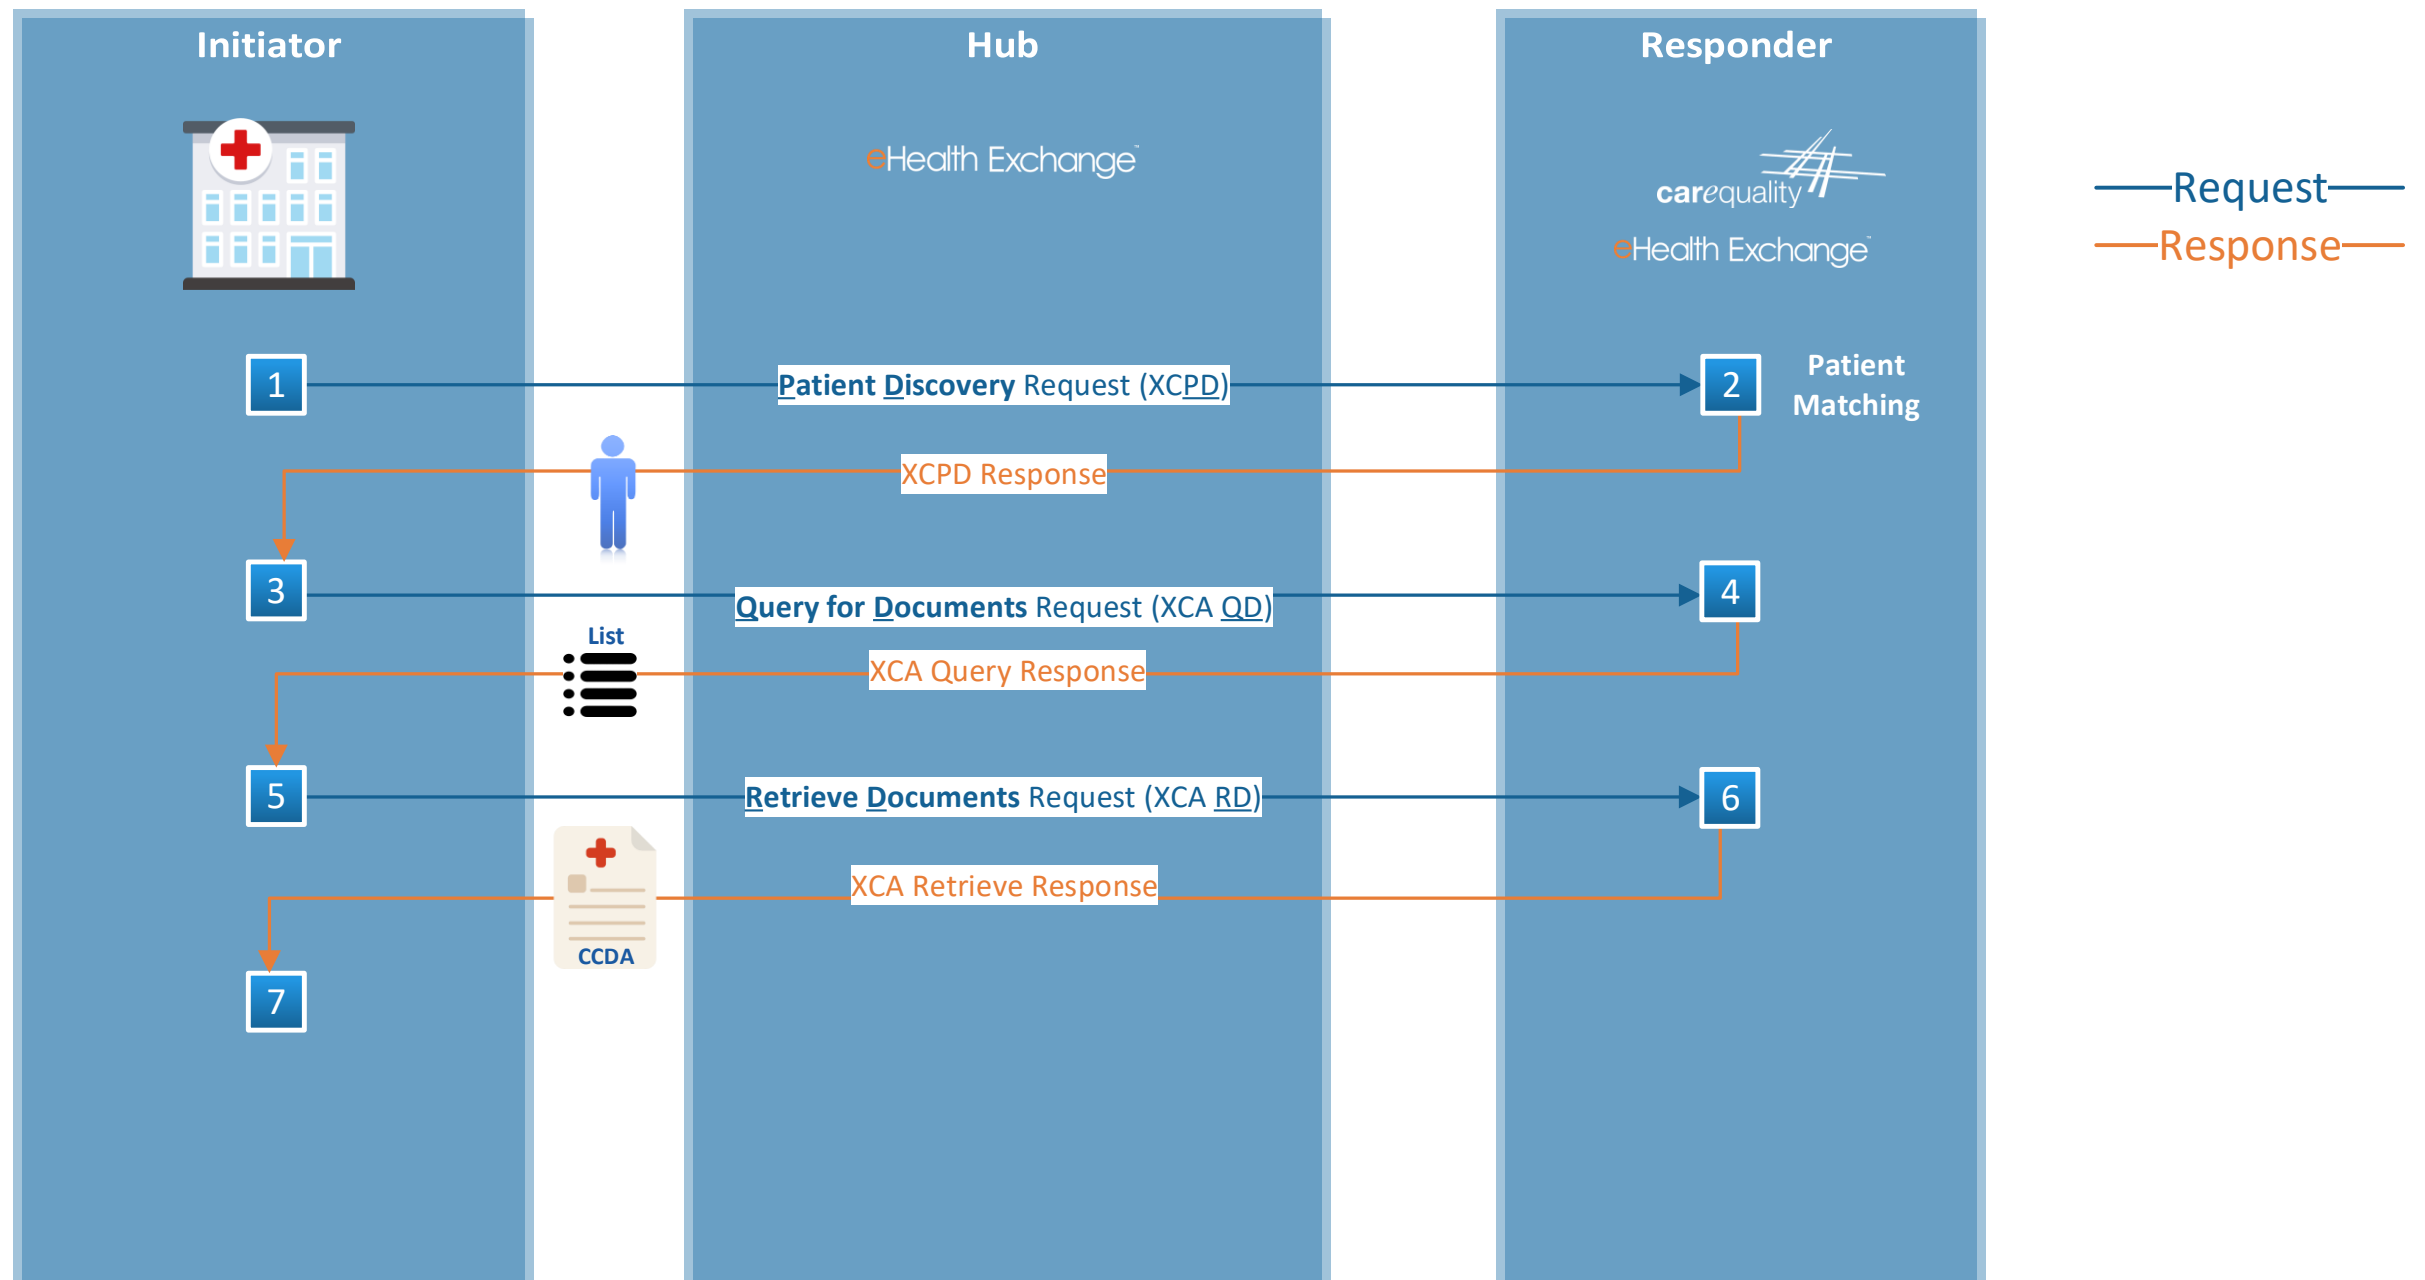 Initiator
Hub
Responder
eHealth Exchange™
carequality
eHealth Exchange™
Request
Response
1
Patient Discovery Request (XCPD)
2
Patient
Matching
XCPD Response
3
Query for Documents Request (XCA QD)
4
List
XCA Query Response
5
Retrieve Documents Request (XCA RD)
6
XCA Retrieve Response
CCDA
7